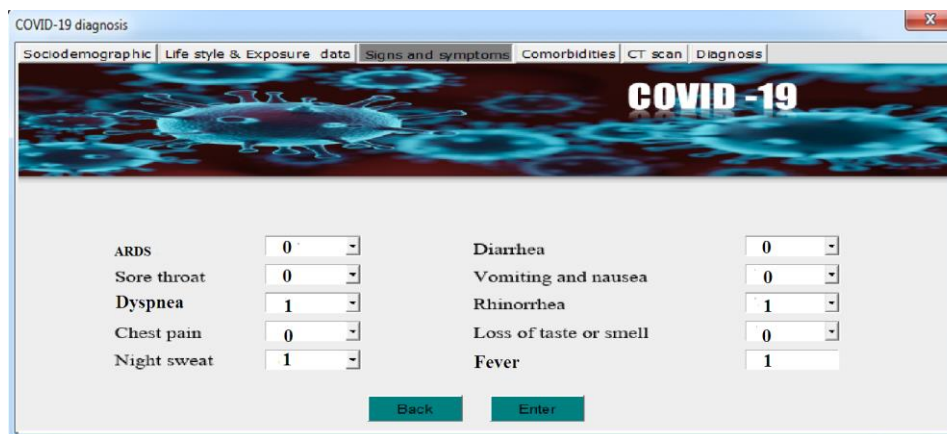 COVID-19 diagnosis
Sociodemographic Life style & Exposure data Signs and symptoms Comorbidities CT scan Diagnosis
COVID -19
ARDS 0 Diarrhea 0
Sore throat 0 Vomiting and nausea 0
Dyspnea 1 Rhinorrhea 1
Chest pain 0 Loss of taste or smell 0
Night sweat 1 Fever 1
Back Enter